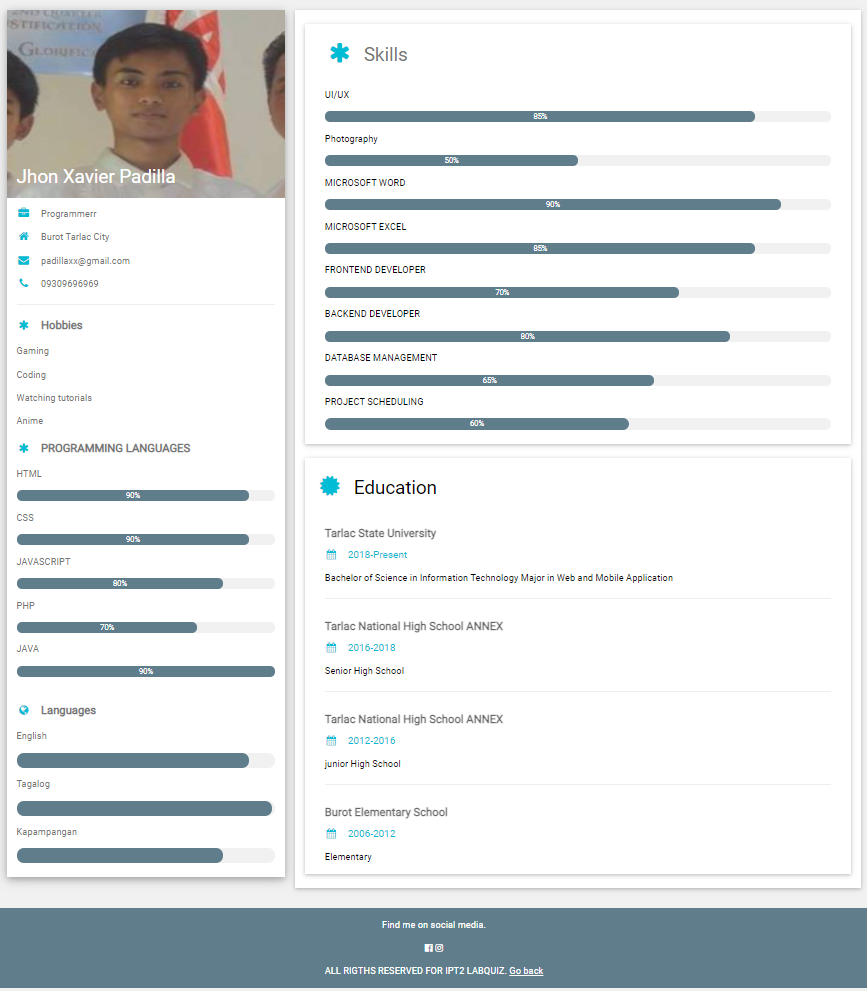 2ND QUARTER
GLORIFICA
Jhon Xavier Padilla
Programmerr
Burot Tarlac City
padillaxx@gmail.com
09309696969
Hobbies
Gaming
Coding
Watching tutorials
Anime
PROGRAMMING LANGUAGES
HTML
90%
CSS
90%
JAVASCRIPT
80%
PHP
70%
JAVA
90%
Languages
English
Tagalog
Kapampangan
Skills
UI/UX
85%
Photography
50%
MICROSOFT WORD
90%
MICROSOFT EXCEL
85%
FRONTEND DEVELOPER
70%
BACKEND DEVELOPER
80%
DATABASE MANAGEMENT
65%
PROJECT SCHEDULING
60%
Education
Tarlac State University
2018-Present
Bachelor of Science in Information Technology Major in Web and Mobile Application
Tarlac National High School ANNEX
2016-2018
Senior High School
Tarlac National High School ANNEX
2012-2016
junior High School
Burot Elementary School
2006-2012
Elementary
Find me on social media.
ALL RIGTHS RESERVED FOR IPT2 LABQUIZ. Go back